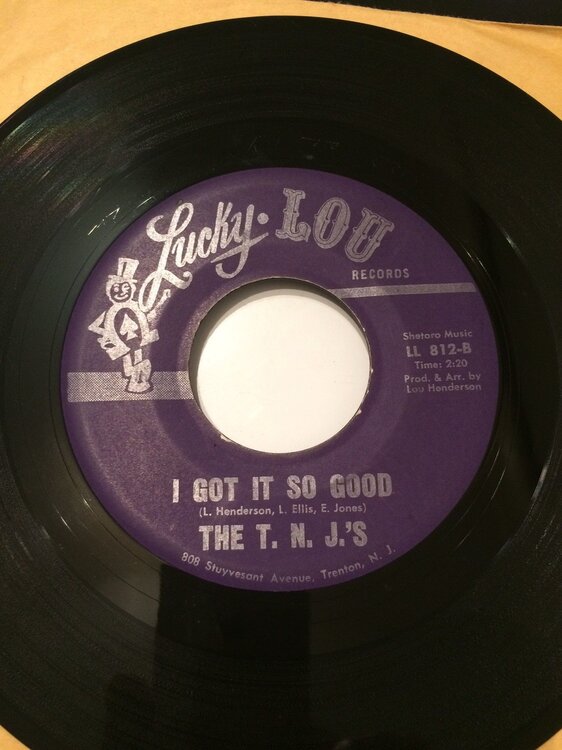 Lucky·LOU
RECORDS
Shetoro Music
LL 812-B
Time: 2:20
Prod. & Arr. by
Lou Henderson
I GOT IT SO GOOD
(L. Henderson, L. Ellis, E. Jones)
THE T. N. J.'S
808 Stuyvesant Avenue, Trenton, N. J.